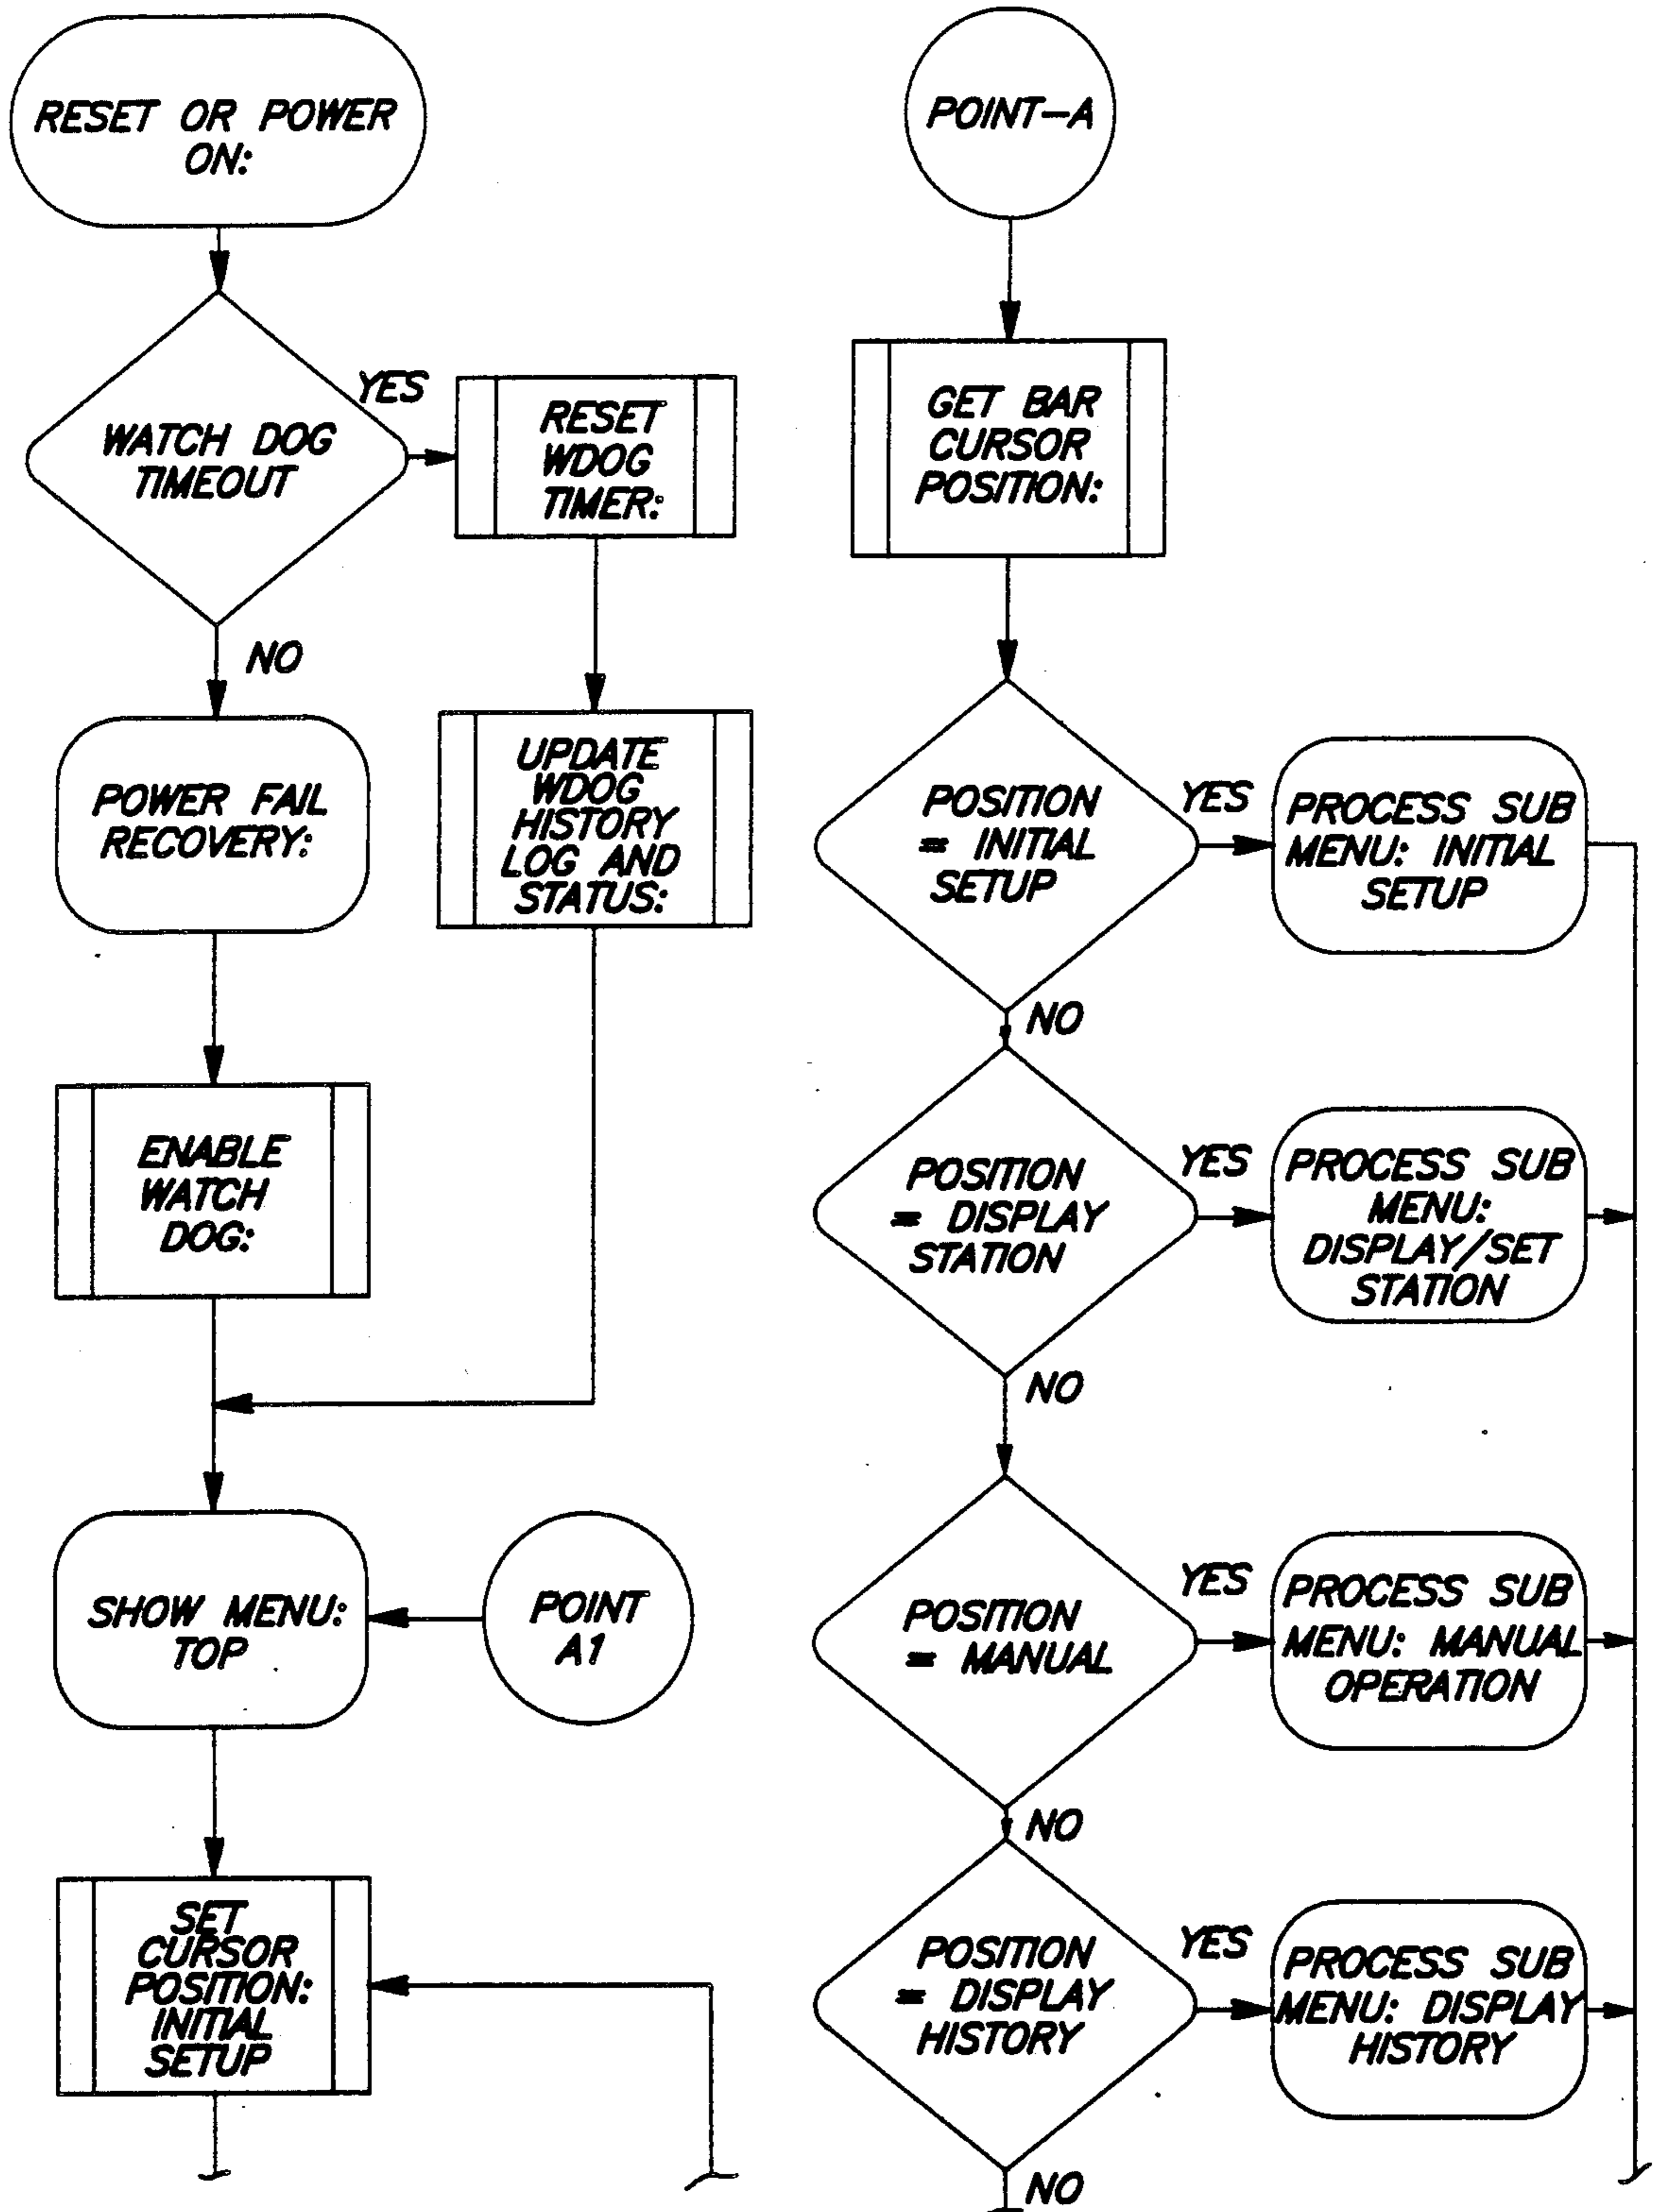 RESET OR POWER
ON:
WATCH DOG
TIMEOUT
YES
RESET
WDOG
TIMER:
NO
POWER FAIL
RECOVERY:
UPDATE
WDOG
HISTORY
LOG AND
STATUS:
ENABLE
WATCH
DOG:
SHOW MENU:
TOP
POINT
A1
SET
CURSOR
POSITION:
INITIAL
SETUP
POINT-A
GET BAR
CURSOR
POSITION:
POSITION
= INITIAL
SETUP
YES
PROCESS SUB
MENU: INITIAL
SETUP
NO
POSITION
= DISPLAY
STATION
YES
PROCESS SUB
MENU:
DISPLAY/SET
STATION
NO
POSITION
= MANUAL
YES
PROCESS SUB
MENU: MANUAL
OPERATION
NO
POSITION
= DISPLAY
HISTORY
YES
PROCESS SUB
MENU: DISPLAY
HISTORY
NO